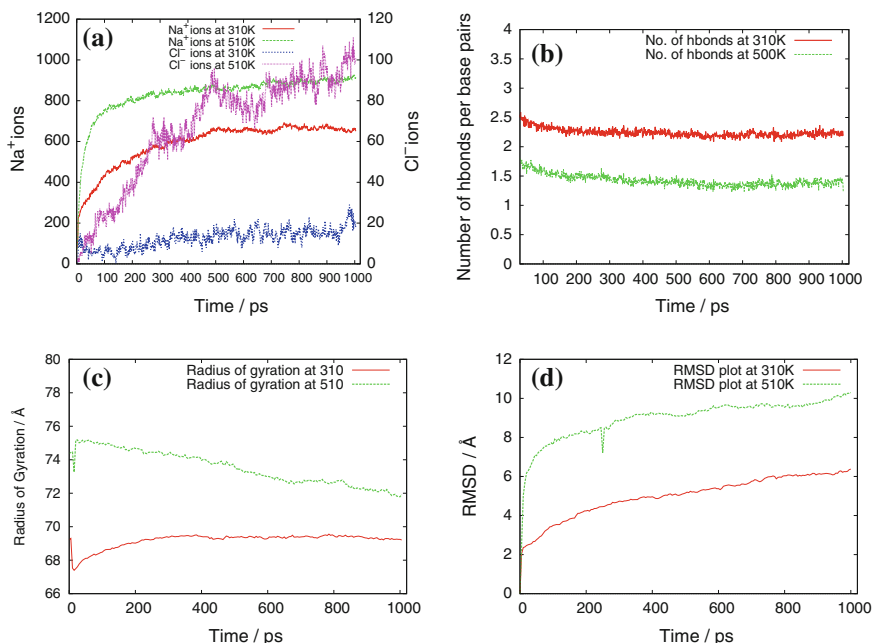 (a)
Na+ions at 310K
Na+ions at 510K
Cl− ions at 310K
Cl− ions at 510K
1200
1000
800
600
400
200
0
120
100
80
60
40
20
0
0 100 200 300 400 500 600 700 800 900 1000
Na+ions
Cl−ions
Time / ps
(b)
No. of hbonds at 310K
No. of hbonds at 500K
4
3.5
3
2.5
2
1.5
1
0.5
0
100 200 300 400 500 600 700 800 900 1000
Number of hbonds per base pairs
Time / ps
(c)
Radius of gyration at 310
Radius of gyration at 510
80
78
76
74
72
70
69
68
66
0 200 400 600 800 1000
Radius of Gyration / Å
Time / ps
(d)
RMSD plot at 310K
RMSD plot at 510K
12
10
8
6
4
2
0
0 200 400 600 800 1000
RMSD / Å
Time / ps